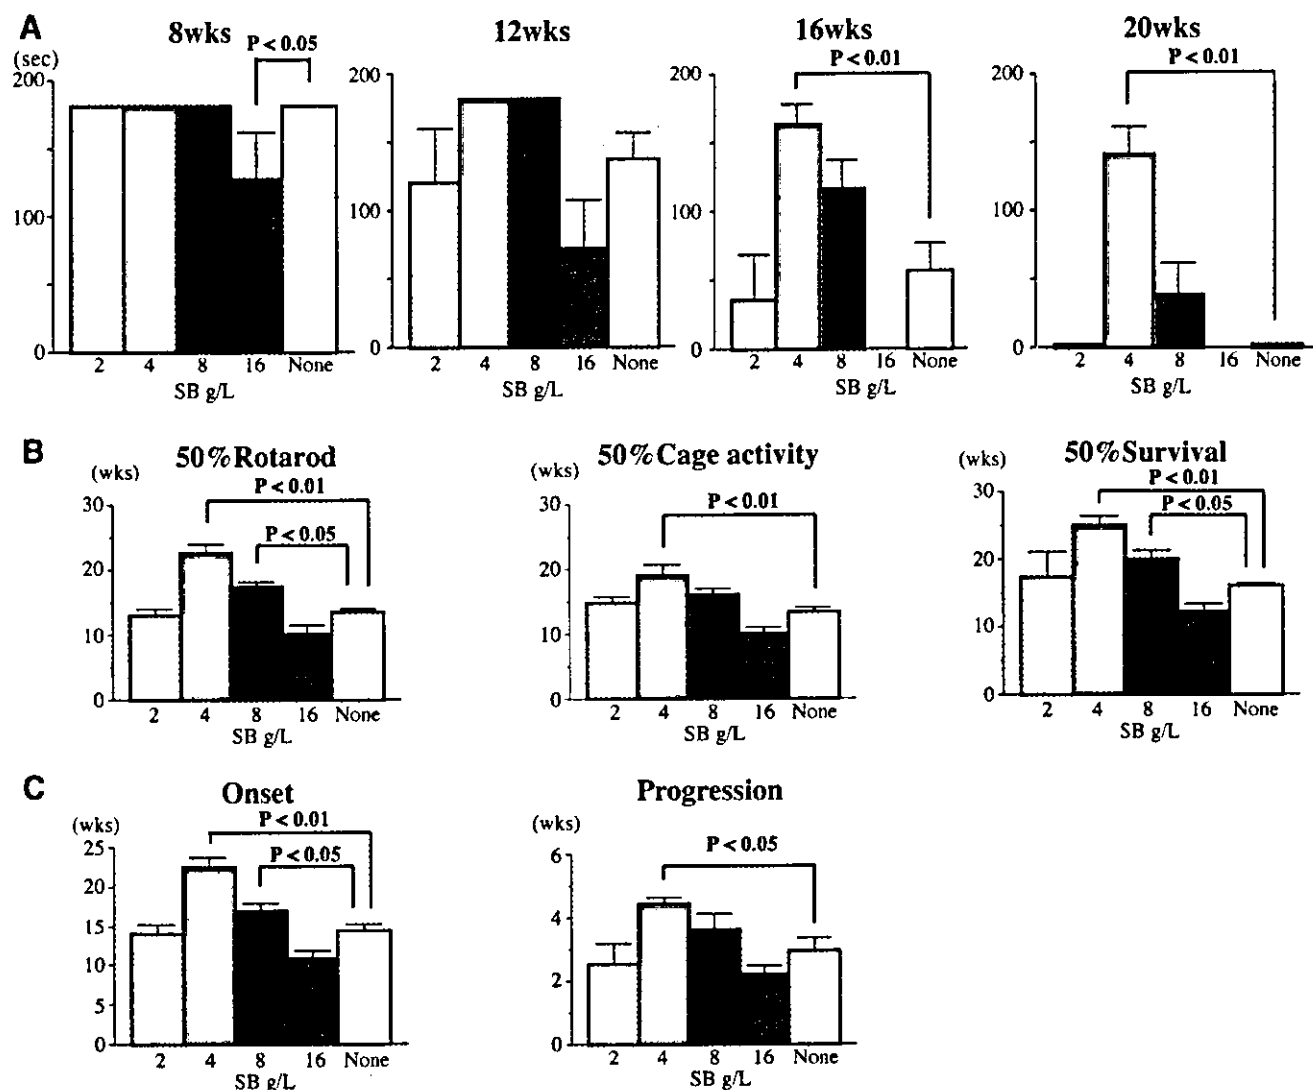 A
8wks
12wks
16wks
20wks
(sec)
P < 0.05
P < 0.01
P < 0.01
200
200
200
200
100
100
100
100
0
0
0
0
2 4 8 16 None
2 4 8 16 None
2 4 8 16 None
2 4 8 16 None
SB g/L
SB g/L
SB g/L
SB g/L
B
(wks)
50%Rotarod
P < 0.01
P < 0.05
30
20
10
0
2 4 8 16 None
SB g/L
(wks)
50%Cage activity
P < 0.01
30
20
10
0
2 4 8 16 None
SB g/L
(wks)
50%Survival
P < 0.01
P < 0.05
30
20
10
0
2 4 8 16 None
SB g/L
C
Onset
(wks)
P < 0.01
P < 0.05
25
20
15
10
5
0
2 4 8 16 None
SB g/L
Progression
(wks)
P < 0.05
6
4
2
0
2 4 8 16 None
SB g/L